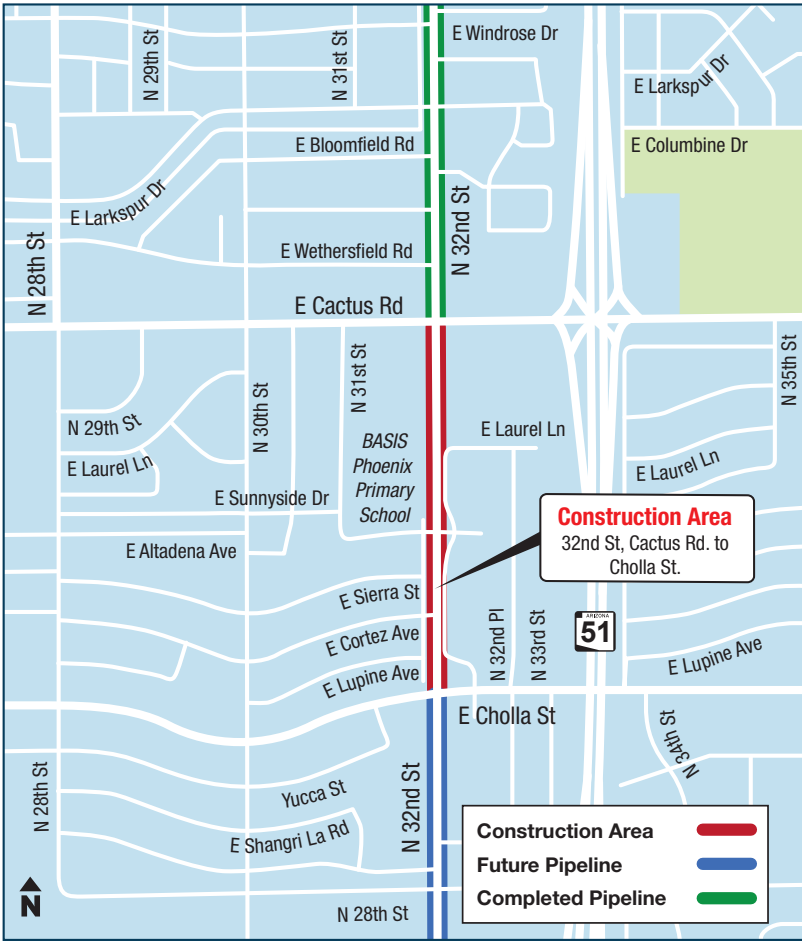 E Windrose Dr
N 29th St
N 31st St
E Larkspur Dr
E Bloomfield Rd
E Columbine Dr
E Larkspur Dr
N 32nd St
N 28th St
E Wethersfield Rd
E Cactus Rd
N 31st St
N 35th St
N 29th St
N 30th St
BASIS
Phoenix
Primary
School
E Laurel Ln
E Laurel Ln
E Laurel Ln
E Sunnyside Dr
Construction Area
32nd St, Cactus Rd. to
Cholla St.
E Altadena Ave
E Sierra St
E Cortez Ave
N 32nd Pl
N 33rd St
ARIZONA
51
E Lupine Ave
E Lupine Ave
E Cholla St
N 34th St
N 28th St
N 32nd St
Yucca St
E Shangri La Rd
Construction Area
Future Pipeline
Completed Pipeline
N
N 28th St